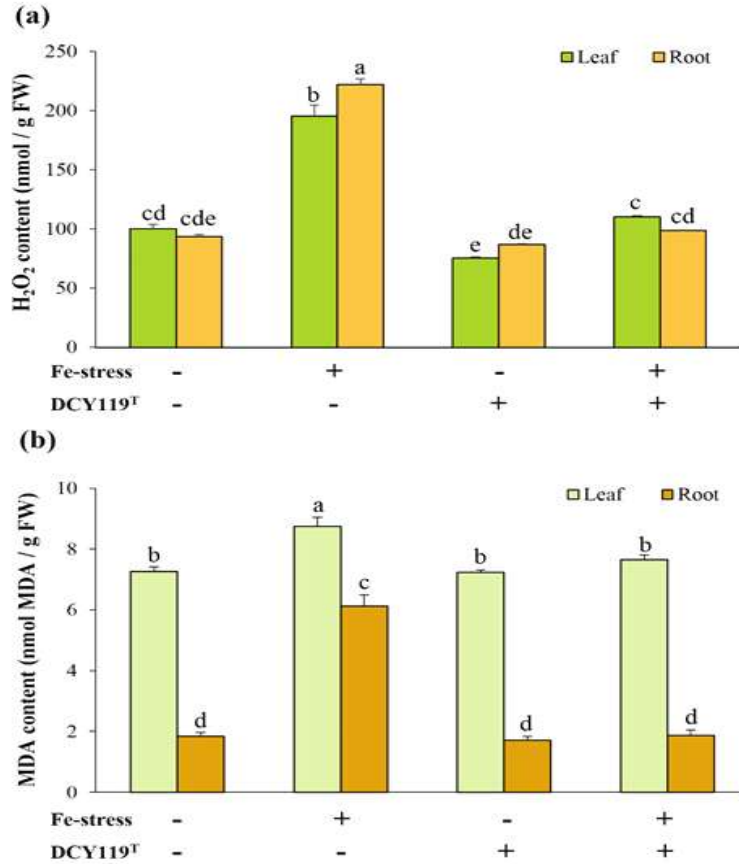 (a)
H₂O₂ content (nmol / g FW)
250
200
150
100
50
0
Leaf Root
cd cde b a e de c cd
Fe-stress - + - +
DCY119ᵀ - - + +
(b)
MDA content (nmol MDA / g FW)
10
8
6
4
2
0
Leaf Root
b d a c b d b d
Fe-stress - + - +
DCY119ᵀ - - + +